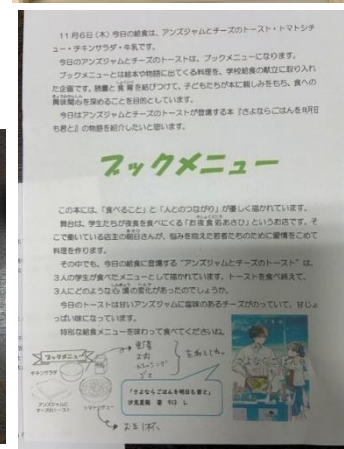 11月6日(木)今日の給食は、アンズジャムとチーズのトースト・トマトシチ
ュー・チキンサラダ・牛乳です。
今日のアンズジャムとチーズのトーストは、ブックメニューになります。
ブックメニューとは絵本や物語に出てくる料理を、学校給食の献立に取り入れ
た企画です。読書と食育を結びつけて、子どもたちが本に親しみをもち、食への
興味関心を深めることを目的としています。
今日はアンズジャムとチーズのトーストが登場する本『さよならごはんを明日
も君と』の物語を紹介したいと思います。
ブックメニュー
この本には、「食べること」と「人とのつながり」が優しく描かれています。
舞台は、学生たちが夜食を食べにくる「お夜食処あさひ」というお店です。そ
こで働いている店主の朝日さんが、悩みを抱えた若者たちのために愛情をこめて
料理を作ります。
その中でも、今日の給食に登場する“アンズジャムとチーズのトースト”は、
3人の学生が食べたメニューとして描かれています。トーストを食べ終えて、
3人にどのような心境の変化があったのでしょうか。
今日のトーストは甘いアンズジャムに塩味のあるチーズがのっていて、甘じょ
っぱい味になっています。
特別な給食メニューを味わって食べてくださいね。
ブックメニュー
チキンサラダ
アンズジャムと
チーズのトースト
トマトシチュー
「さよならごはんを明日も君と」
汐見夏衛 著 913 し
さよならごはんを